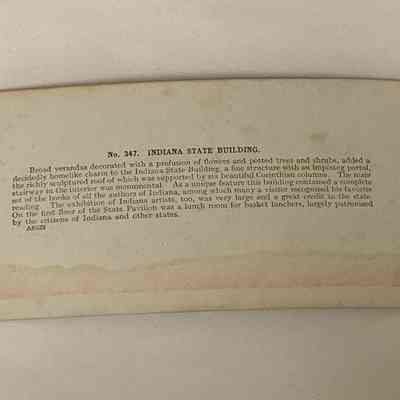 No. 347. INDIANA STATE BUILDING.
Broad verandas decorated with a profusion of flowers and potted trees and shrubs, added a
decidedly homelike charm to the Indiana State Building, a fine structure with an imposing portal,
the richly sculptured roof of which was supported by six beautiful Corinthian columns. The main
stairway in the interior was monumental. As a unique feature this building contained a complete
set of the books of all the authors of Indiana, among which many a visitor recognised his favorite
reading. The exhibition of Indiana artists, too, was very large and a great credit to the state.
On the first floor of the State Pavilion was a lunch room for basket lunchers, largely patronised
by the citizens of Indiana and other states.